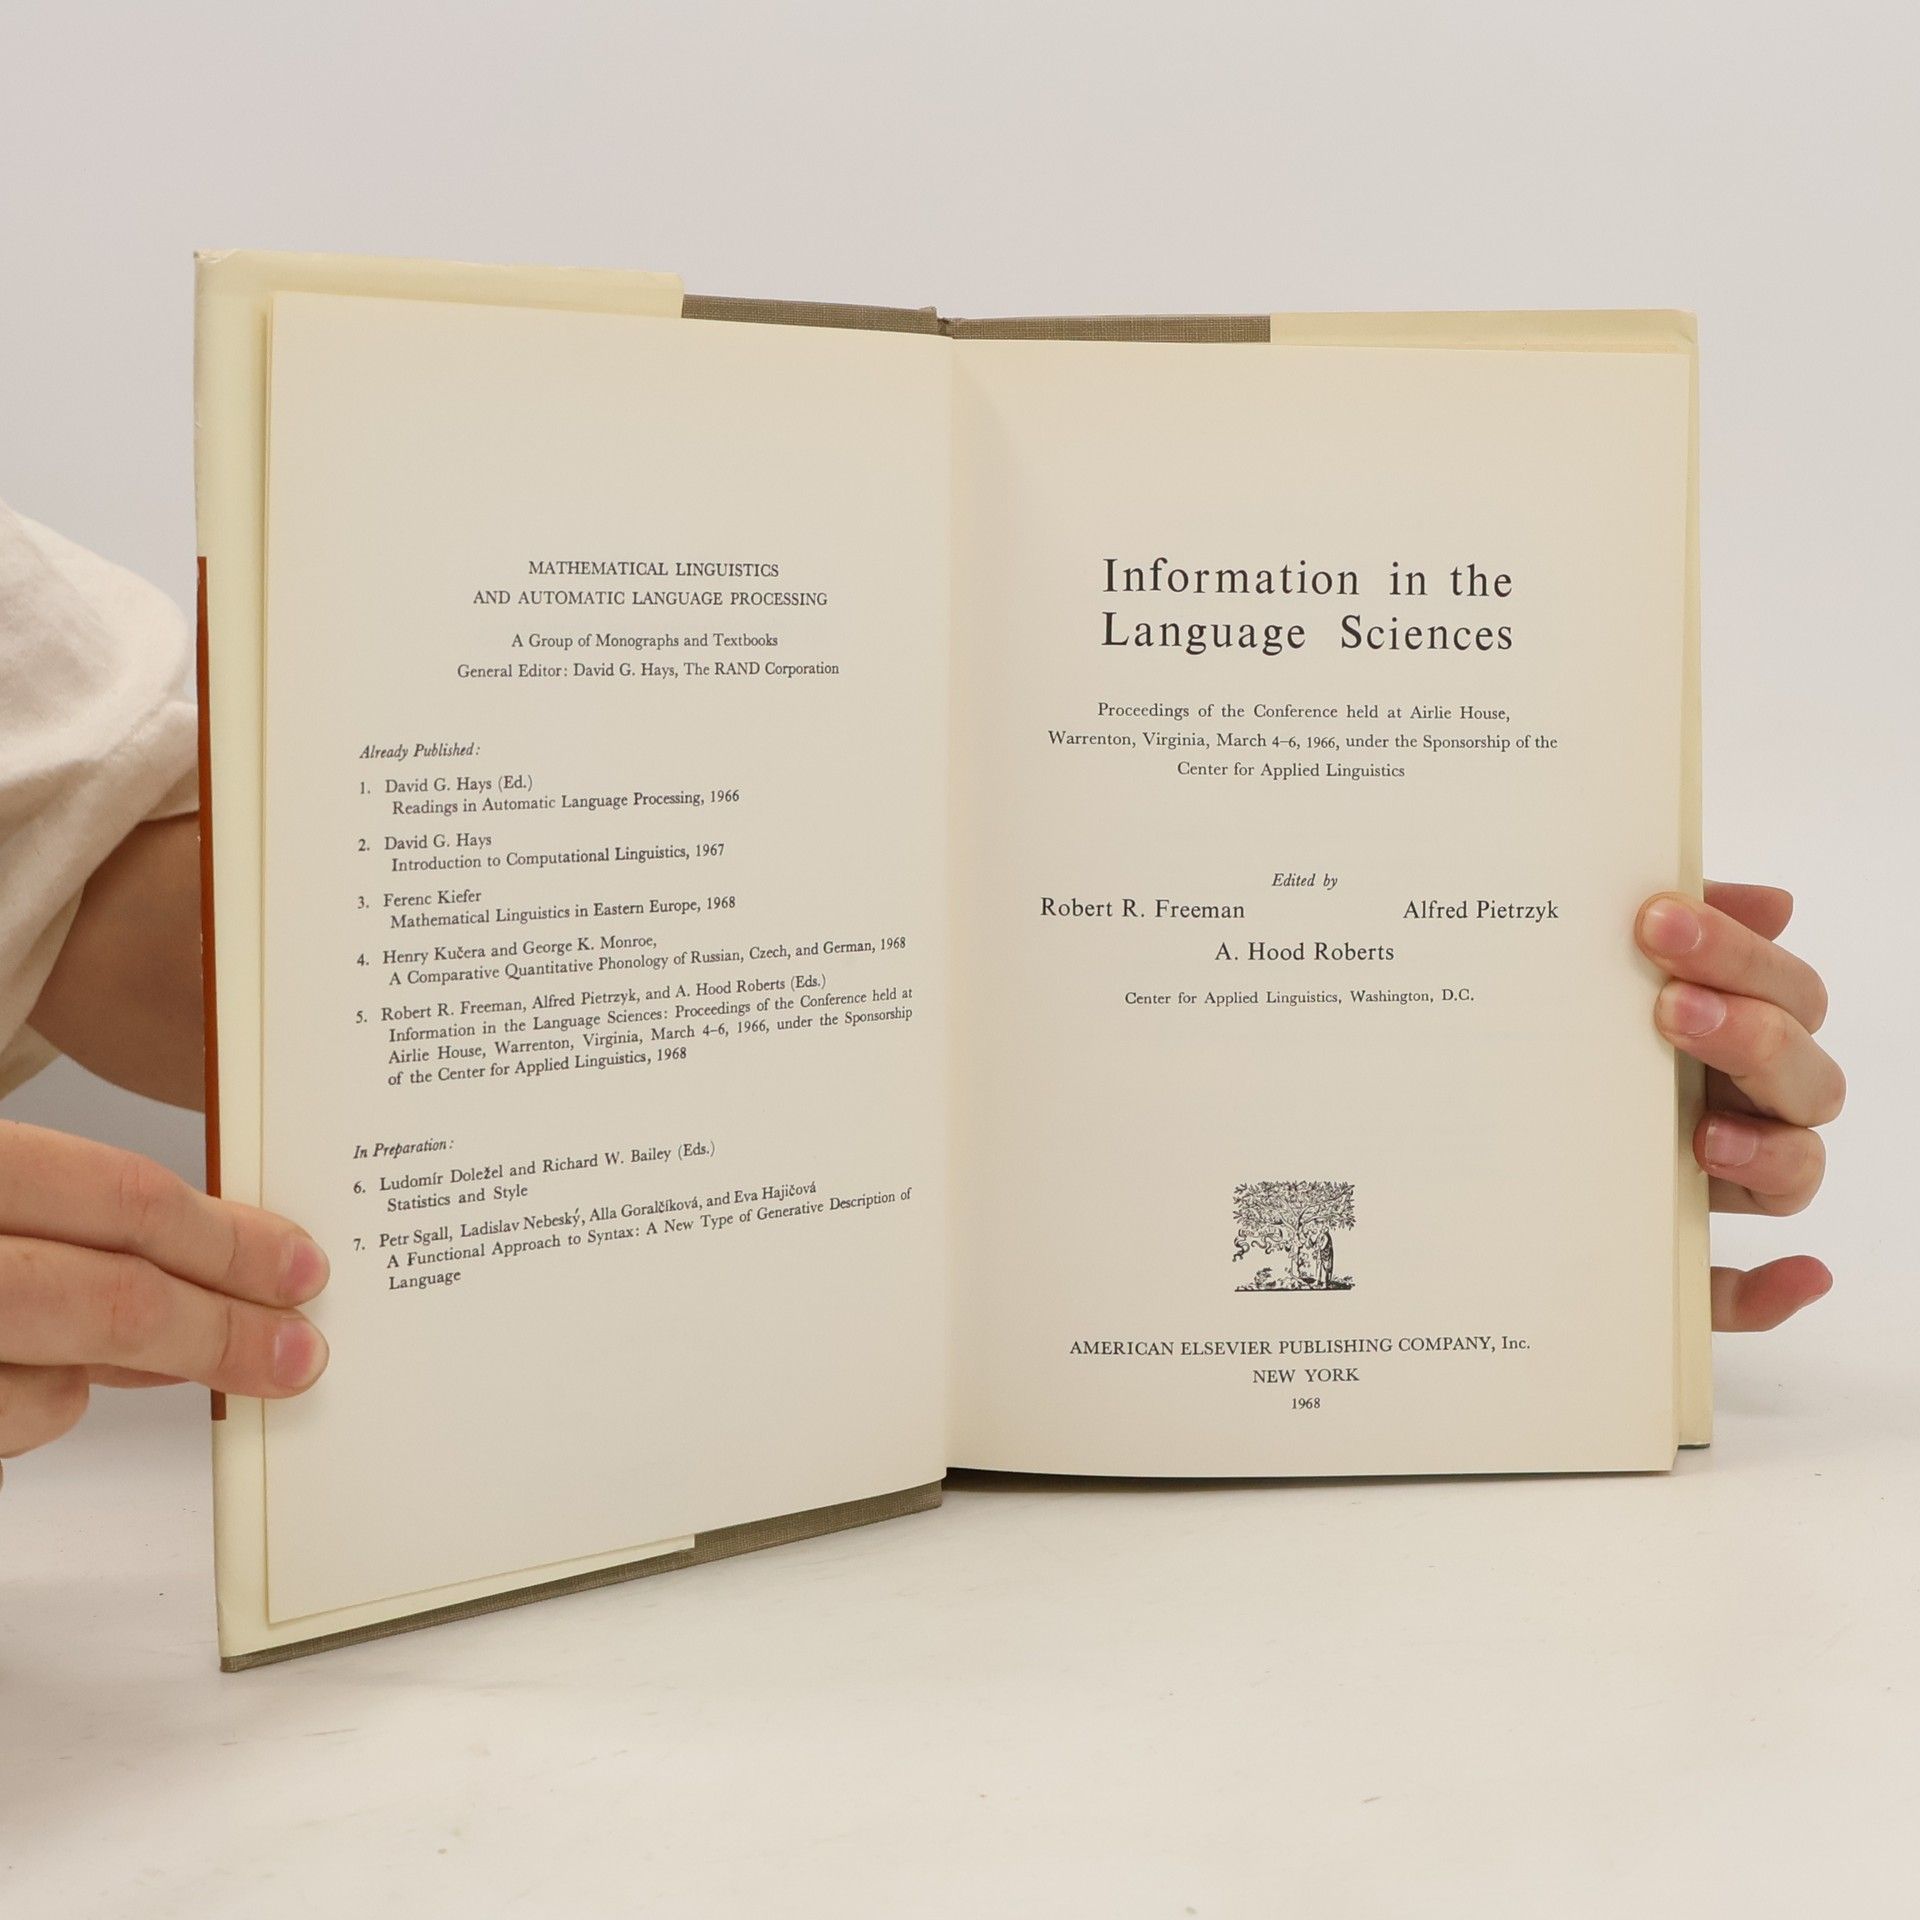 MATHEMATICAL LINGUISTICS
AND AUTOMATIC LANGUAGE PROCESSING
A Group of Monographs and Textbooks
General Editor: David G. Hays, The RAND Corporation
Already Published:
1. David G. Hays (Ed.)
Readings in Automatic Language Processing, 1966
2. David G. Hays
Introduction to Computational Linguistics, 1967
3. Ferenc Kiefer
Mathematical Linguistics in Eastern Europe, 1968
4. Henry Kučera and George K. Monroe,
A Comparative Quantitative Phonology of Russian, Czech, and German, 1968
5. Robert R. Freeman, Alfred Pietrzyk, and A. Hood Roberts (Eds.)
Information in the Language Sciences: Proceedings of the Conference held at
Airlie House, Warrenton, Virginia, March 4–6, 1966, under the Sponsorship
of the Center for Applied Linguistics, 1968
In Preparation:
6. Ludomír Doležel and Richard W. Bailey (Eds.)
Statistics and Style
7. Petr Sgall, Ladislav Nebeský, Alla Goralčíková, and Eva Hajičová
A Functional Approach to Syntax: A New Type of Generative Description of
Language
Information in the
Language Sciences
Proceedings of the Conference held at Airlie House,
Warrenton, Virginia, March 4–6, 1966, under the Sponsorship of the
Center for Applied Linguistics
Edited by
Robert R. Freeman Alfred Pietrzyk
A. Hood Roberts
Center for Applied Linguistics, Washington, D.C.
AMERICAN ELSEVIER PUBLISHING COMPANY, Inc.
NEW YORK
1968